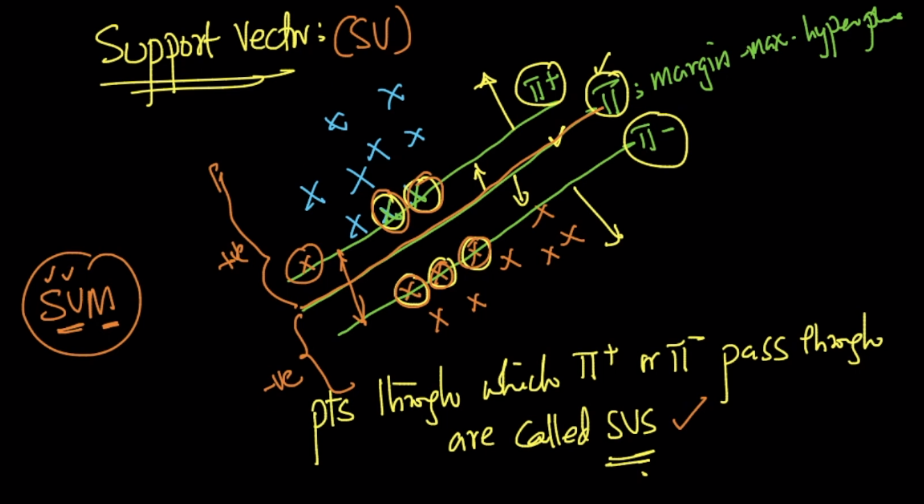 Support Vector: (SV)
π+
π: margin-max. hyperplane
π-
+ve
SVM
-ve
pts through which π+ or π- pass through
are called SVs